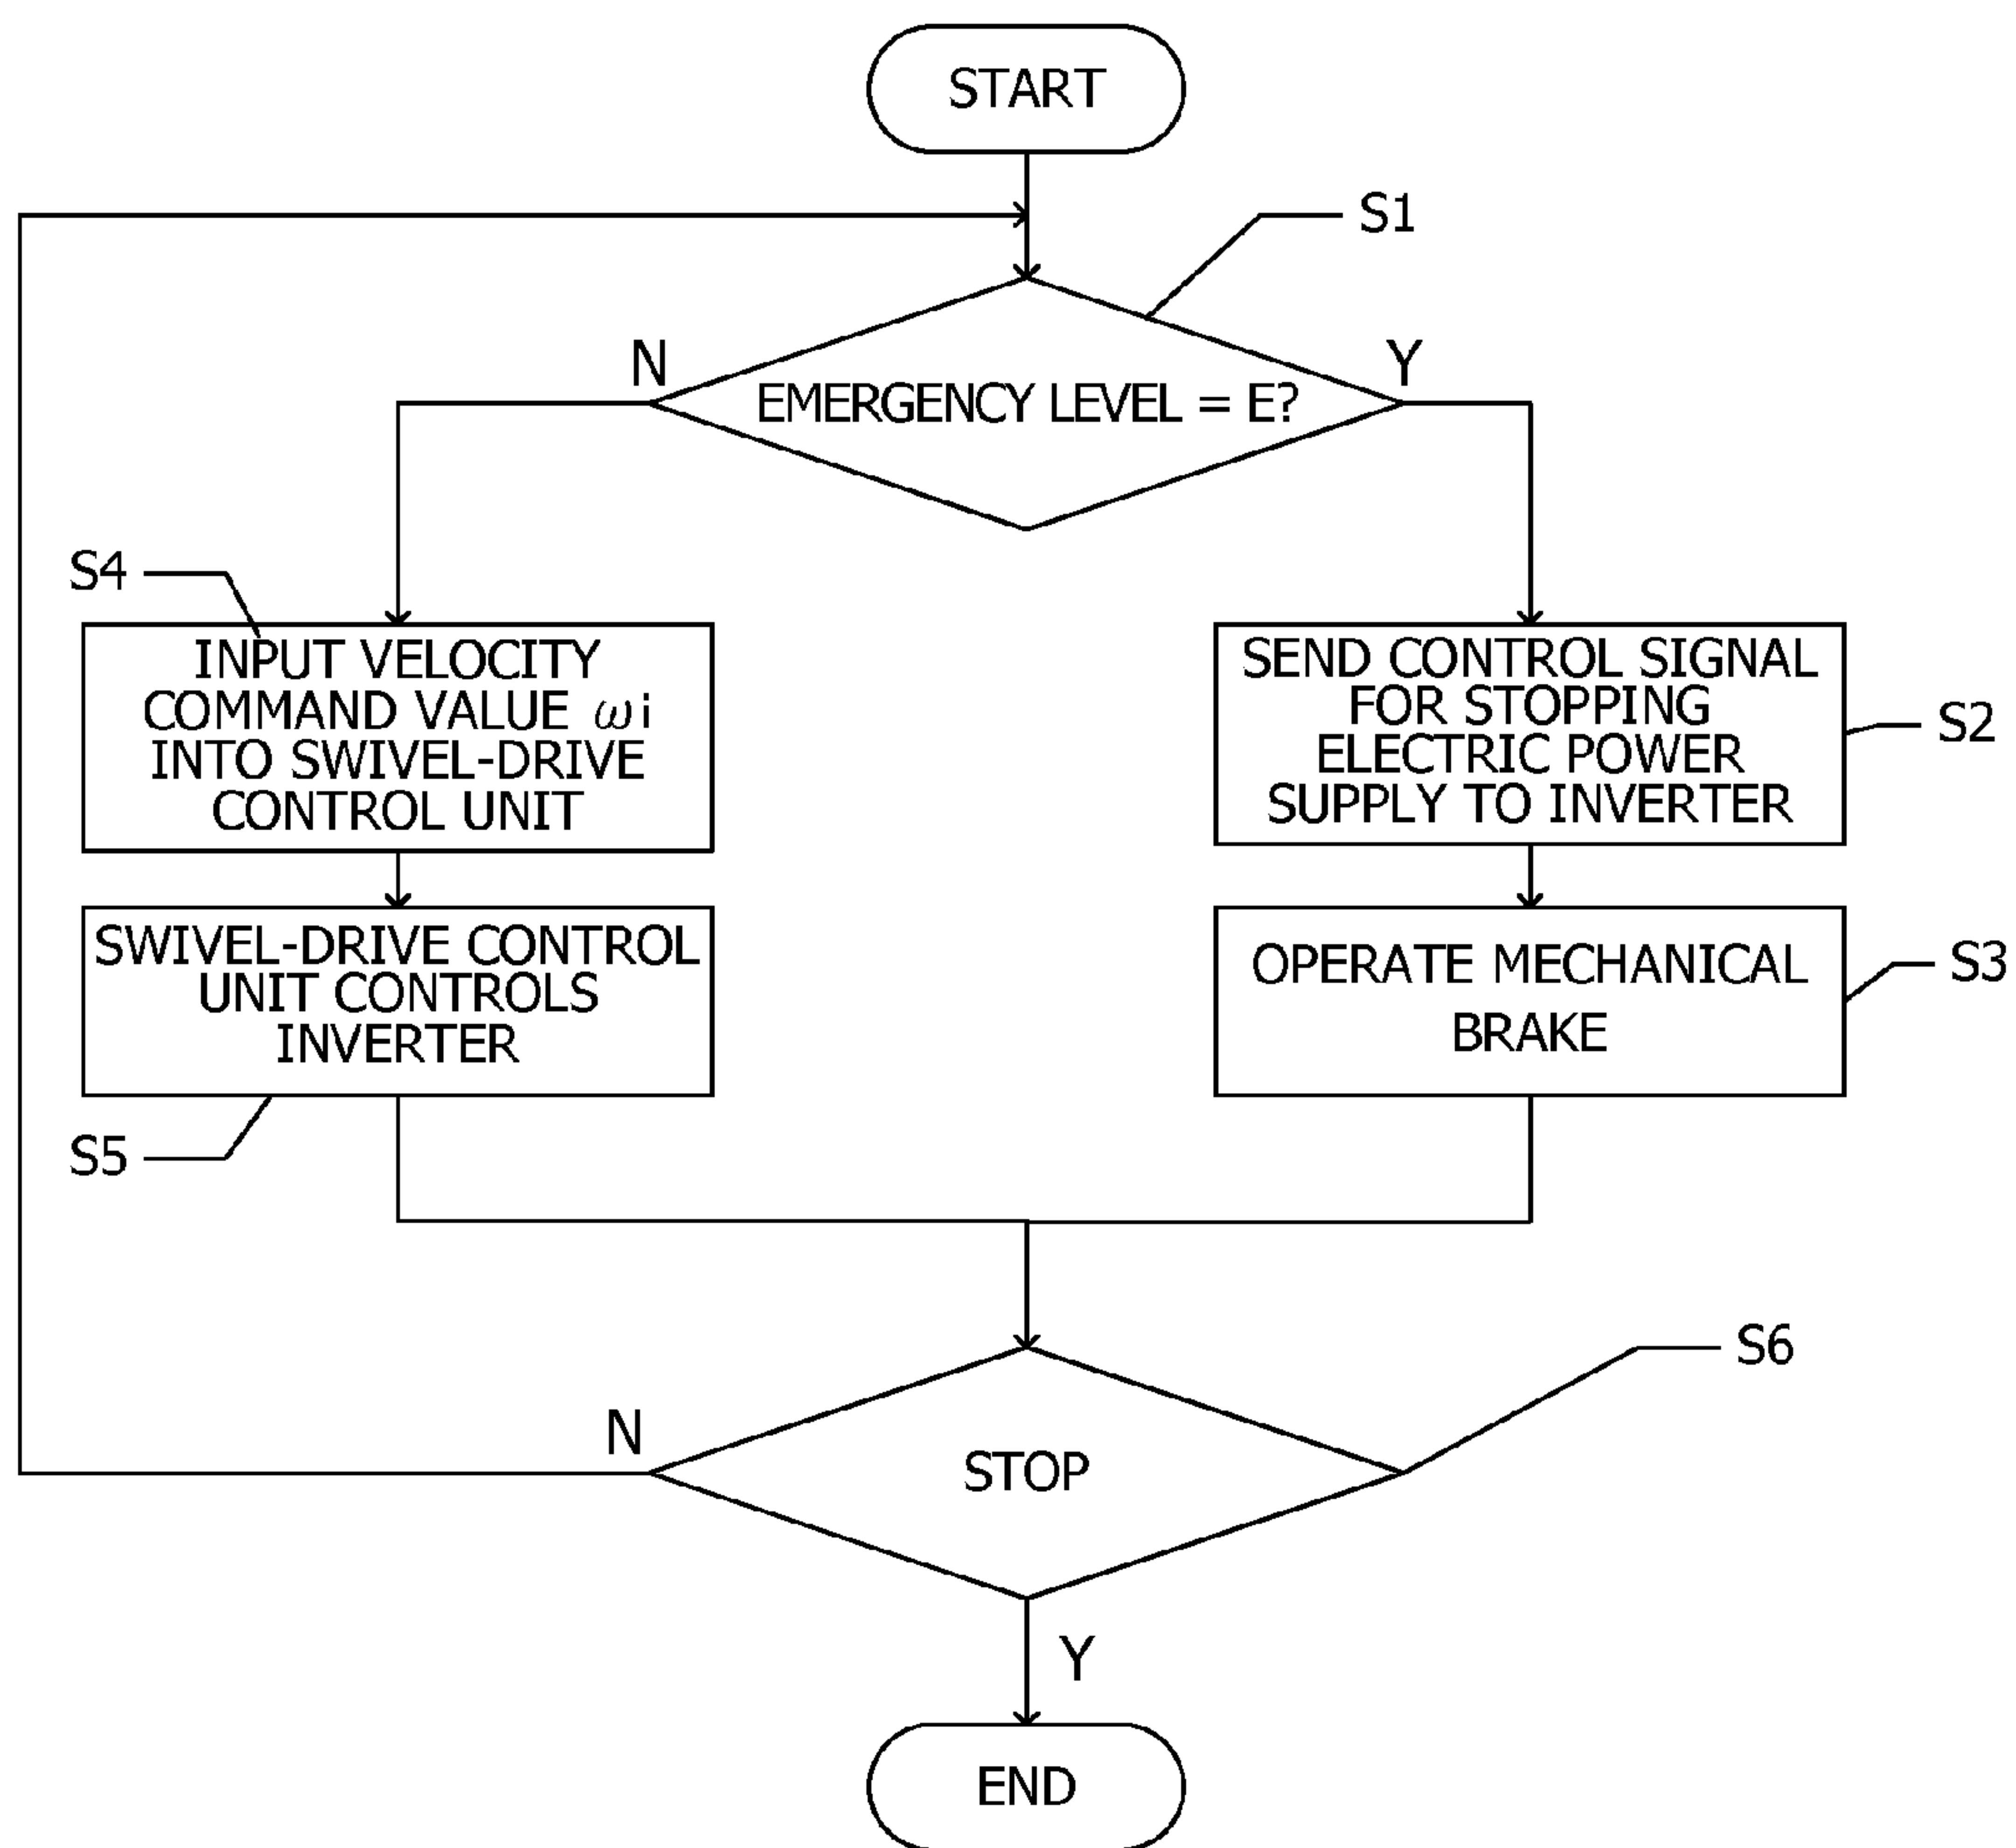 START
S1
N
Y
EMERGENCY LEVEL = E?
S4
INPUT VELOCITY
COMMAND VALUE ωi
INTO SWIVEL-DRIVE
CONTROL UNIT
SEND CONTROL SIGNAL
FOR STOPPING
ELECTRIC POWER
SUPPLY TO INVERTER
S2
SWIVEL-DRIVE CONTROL
UNIT CONTROLS
INVERTER
S5
OPERATE MECHANICAL
BRAKE
S3
S6
N
STOP
Y
END